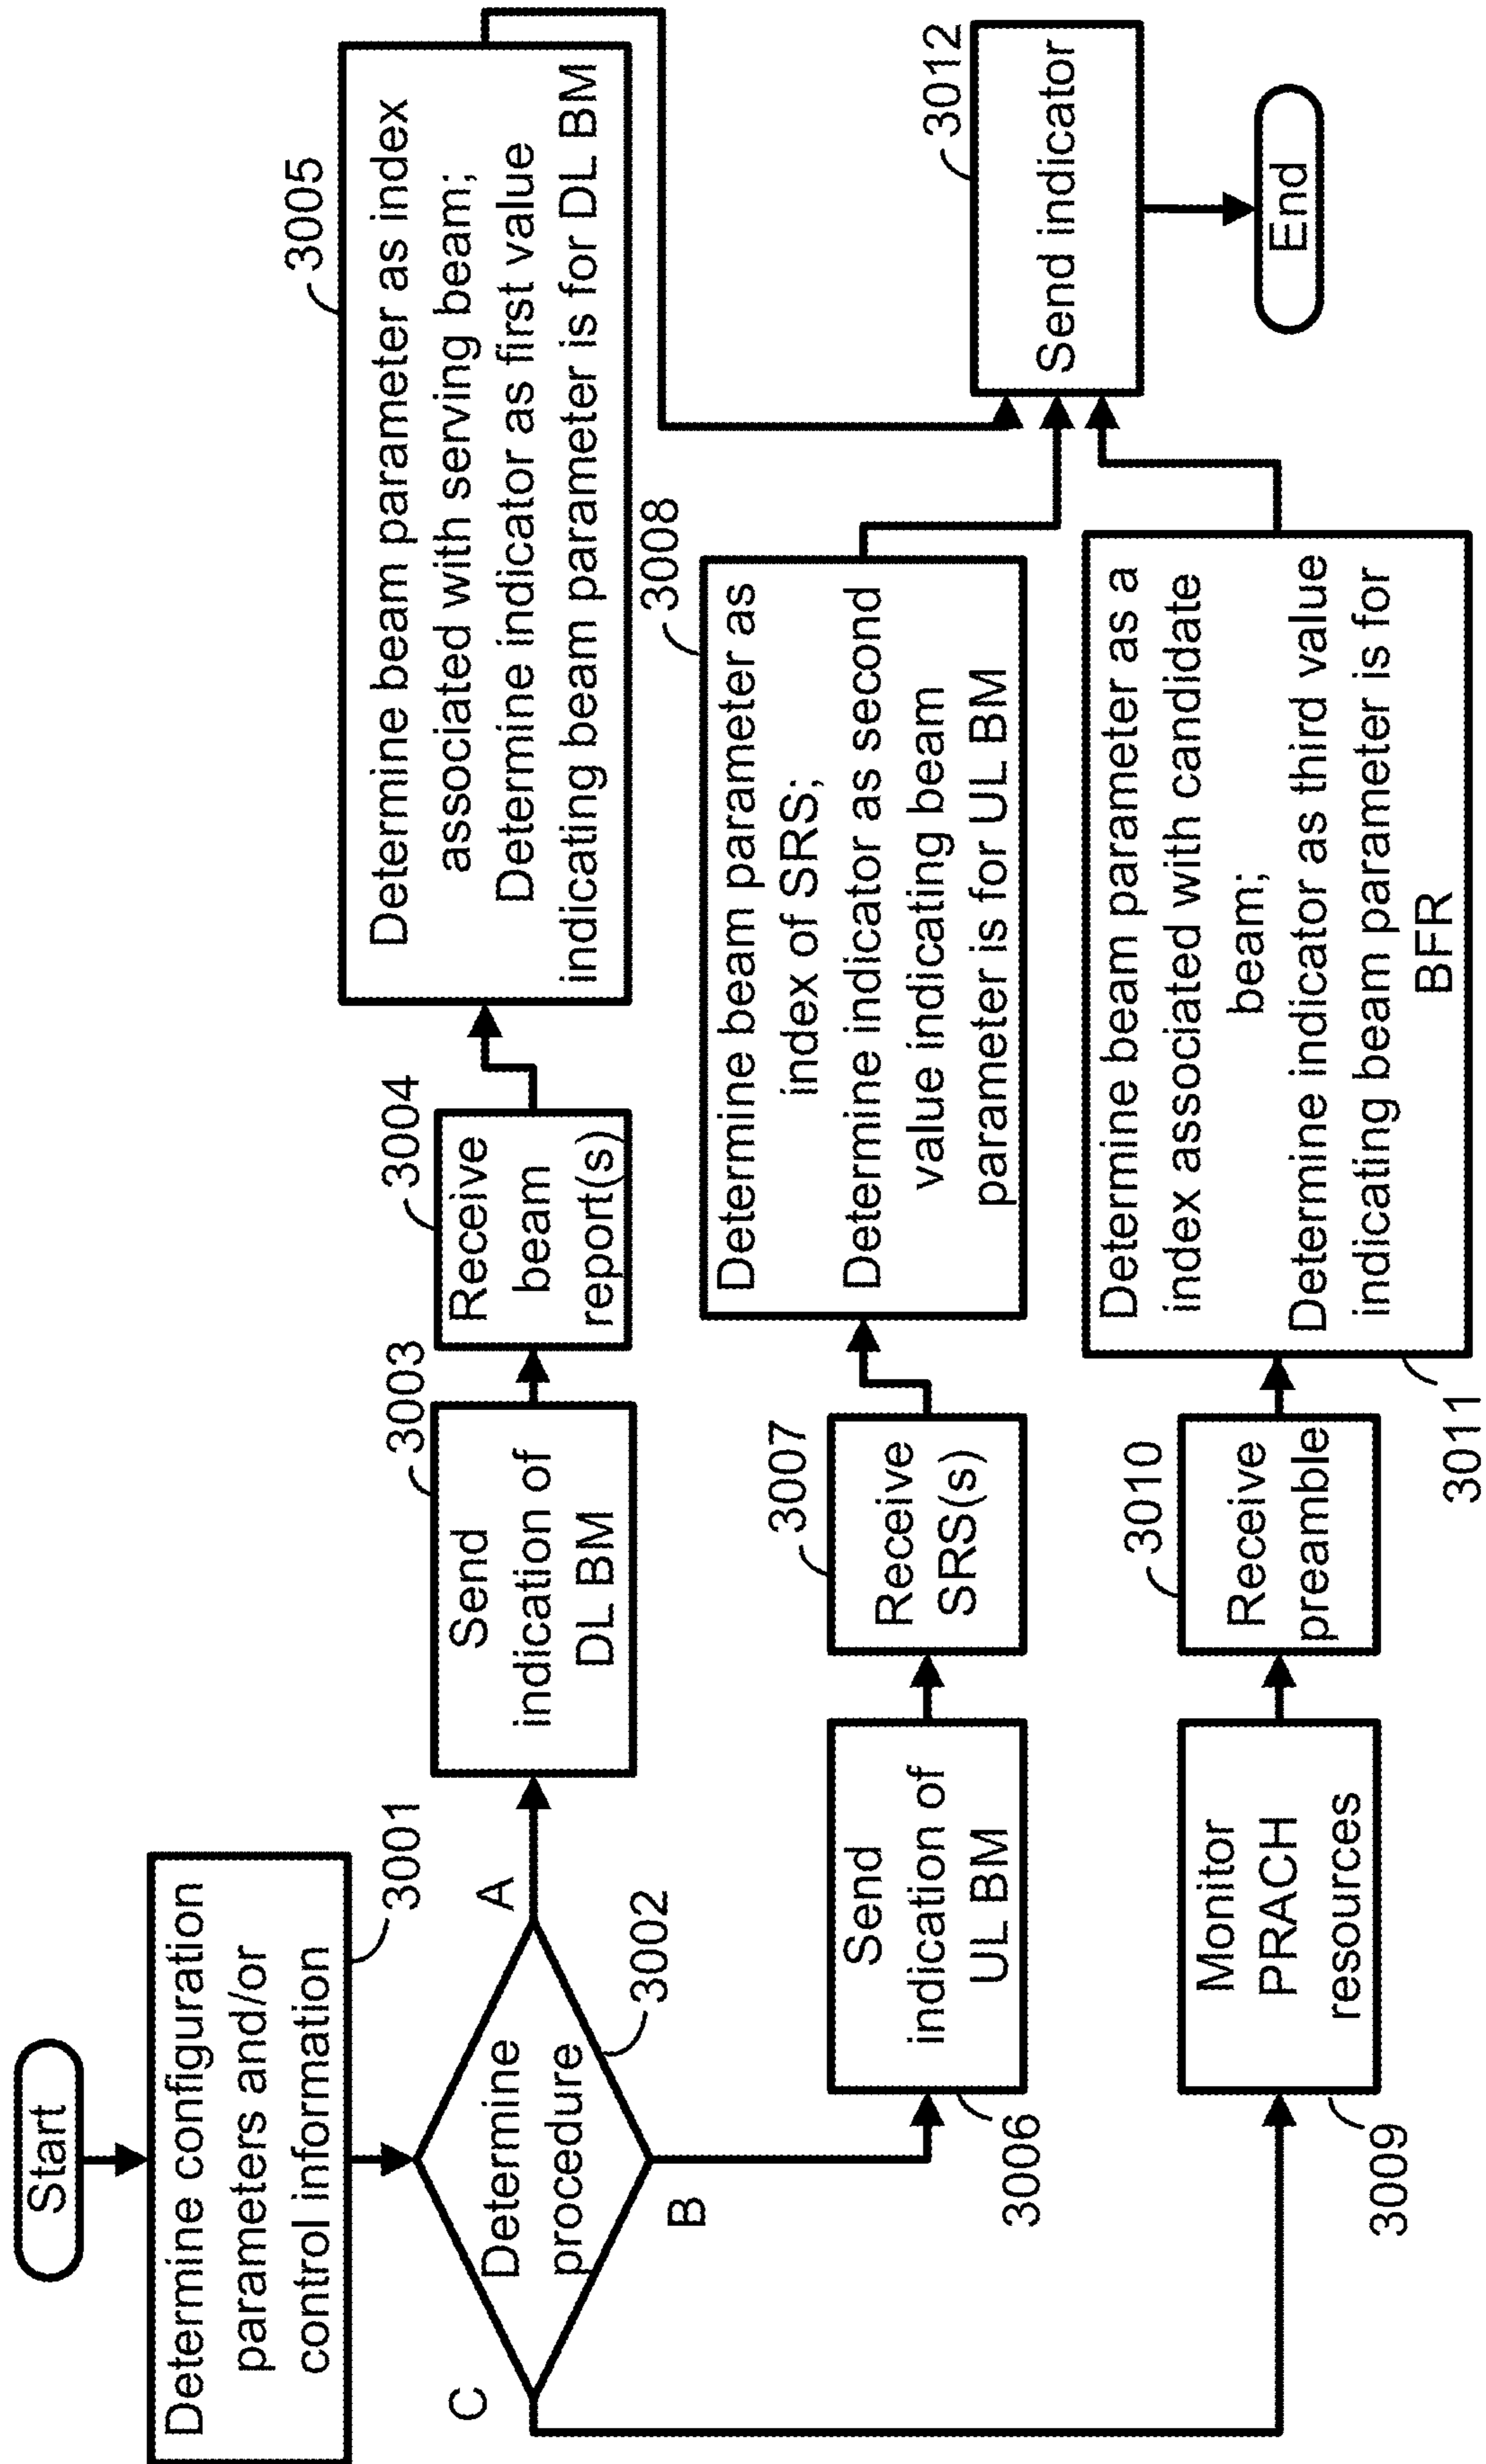 Start
Determine configuration
parameters and/or
control information
3001
Determine
procedure
3002
A
B
C
Send
indication of
DL BM
3003
Receive
beam
report(s)
3004
Determine beam parameter as index
associated with serving beam;
Determine indicator as first value
indicating beam parameter is for DL BM
3005
Send
indication of
UL BM
3006
Receive
SRS(s)
3007
Determine beam parameter as
index of SRS;
Determine indicator as second
value indicating beam
parameter is for UL BM
3008
Monitor
PRACH
resources
3009
Receive
preamble
3010
Determine beam parameter as a
index associated with candidate
beam;
Determine indicator as third value
indicating beam parameter is for
BFR
3011
Send indicator
3012
End